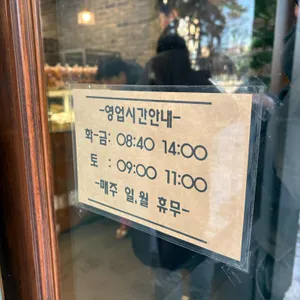 -영업시간안내-
화-금: 08:40 14:00
토 : 09:00 11:00
-매주 일,월 휴무-